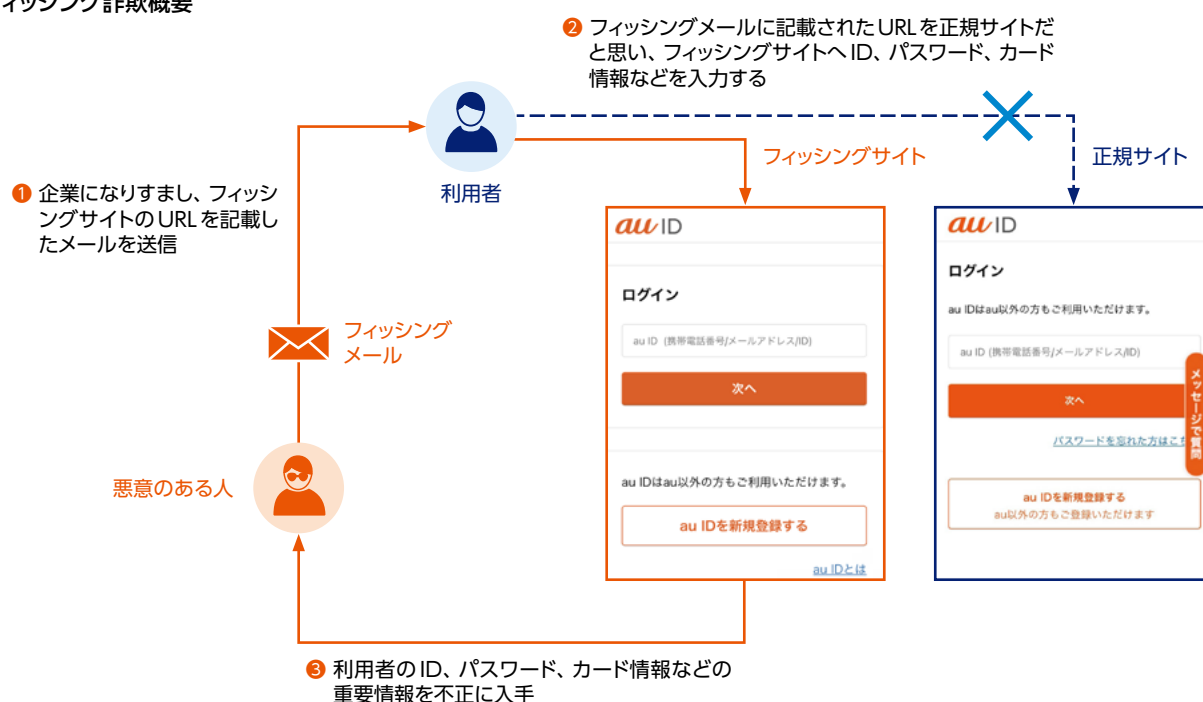 フィッシング詐欺概要
❷ フィッシングメールに記載されたURLを正規サイトだ
と思い、フィッシングサイトへID、パスワード、カード
情報などを入力する
❶ 企業になりすまし、フィッシ
ングサイトのURLを記載し
たメールを送信
利用者
フィッシングサイト
正規サイト
フィッシング
メール
悪意のある人
au ID
ログイン
au ID (携帯電話番号/メールアドレス/ID)
次へ
au IDはau以外の方もご利用いただけます。
au IDを新規登録する
au IDとは
au ID
ログイン
au IDはau以外の方もご利用いただけます。
au ID (携帯電話番号/メールアドレス/ID)
次へ
メッセージで質問
パスワードを忘れた方はこち
au IDを新規登録する
au以外の方もご登録いただけます
❸ 利用者のID、パスワード、カード情報などの
重要情報を不正に入手